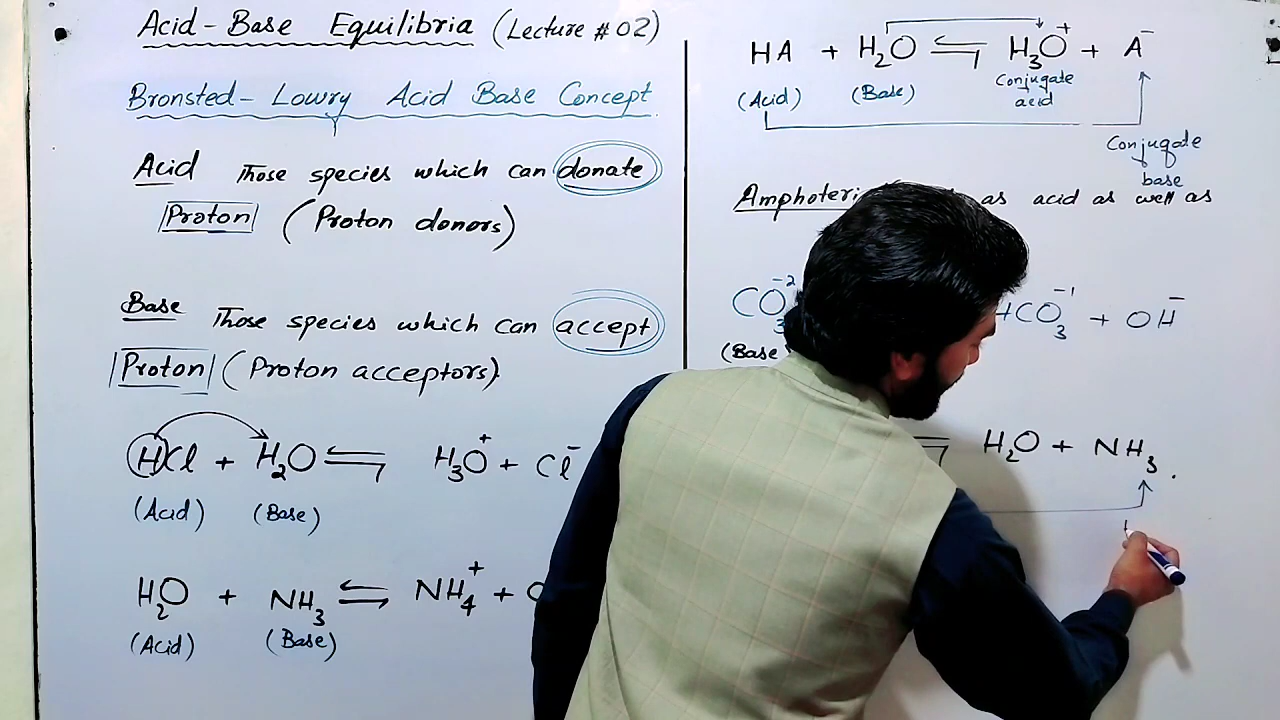 Acid-Base Equilibria (Lecture # 02)
Bronsted-Lowry Acid Base Concept
Acid Those species which can donate
Proton (Proton donors)
Base Those species which can accept
Proton (Proton acceptors).
HCl + H₂O ⇌ H₃O⁺ + Cl⁻
(Acid) (Base)
H₂O + NH₃ ⇌ NH₄⁺ +
(Acid) (Base)
HA + H₂O ⇌ H₃O⁺ + A⁻
(Acid) (Base) Conjugate
acid
Conjugate
base
as acid as well as
CO₃⁻² HCO₃⁻¹ + OH⁻
(Base
⇌ H₂O + NH₃.